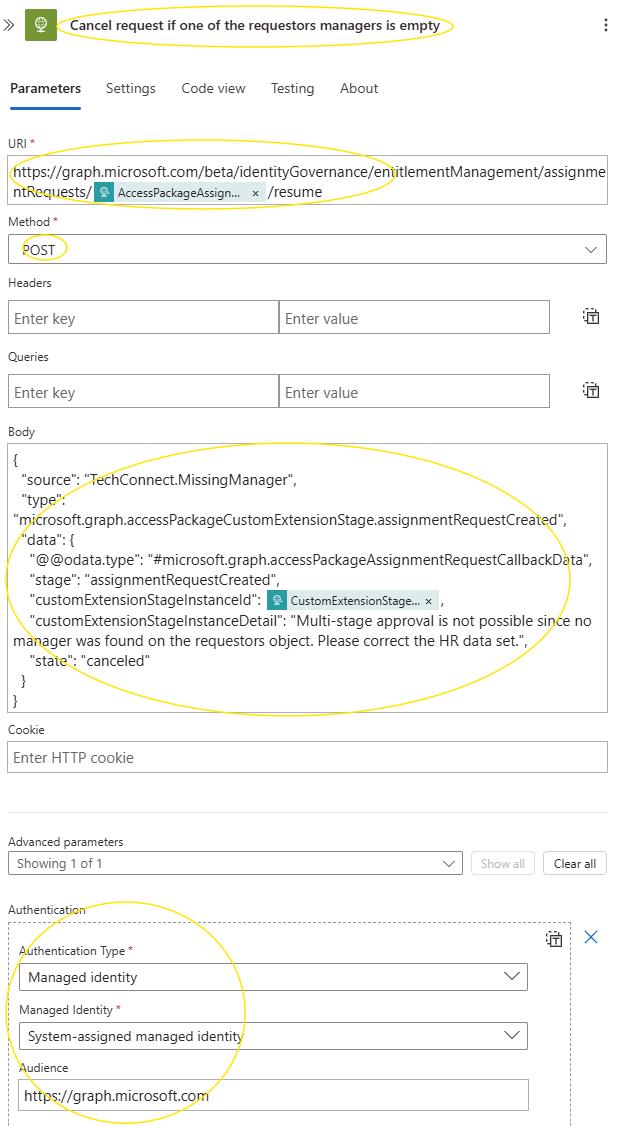 Cancel request if one of the requestors managers is empty
Parameters Settings Code view Testing About
URI *
https://graph.microsoft.com/beta/identityGovernance/entitlementManagement/assignme
ntRequests/ AccessPackageAssign... × /resume
Method *
POST
Headers
Enter key Enter value
Queries
Enter key Enter value
Body
{
"source": "TechConnect.MissingManager",
"type":
"microsoft.graph.accessPackageCustomExtensionStage.assignmentRequestCreated",
"data": {
"@@odata.type": "#microsoft.graph.accessPackageAssignmentRequestCallbackData",
"stage": "assignmentRequestCreated",
"customExtensionStageInstanceId": CustomExtensionStage... × ,
"customExtensionStageInstanceDetail": "Multi-stage approval is not possible since no
manager was found on the requestors object. Please correct the HR data set.",
"state": "canceled"
}
}
Cookie
Enter HTTP cookie
Advanced parameters
Showing 1 of 1 Show all Clear all
Authentication
Authentication Type *
Managed identity
Managed Identity *
System-assigned managed identity
Audience
https://graph.microsoft.com